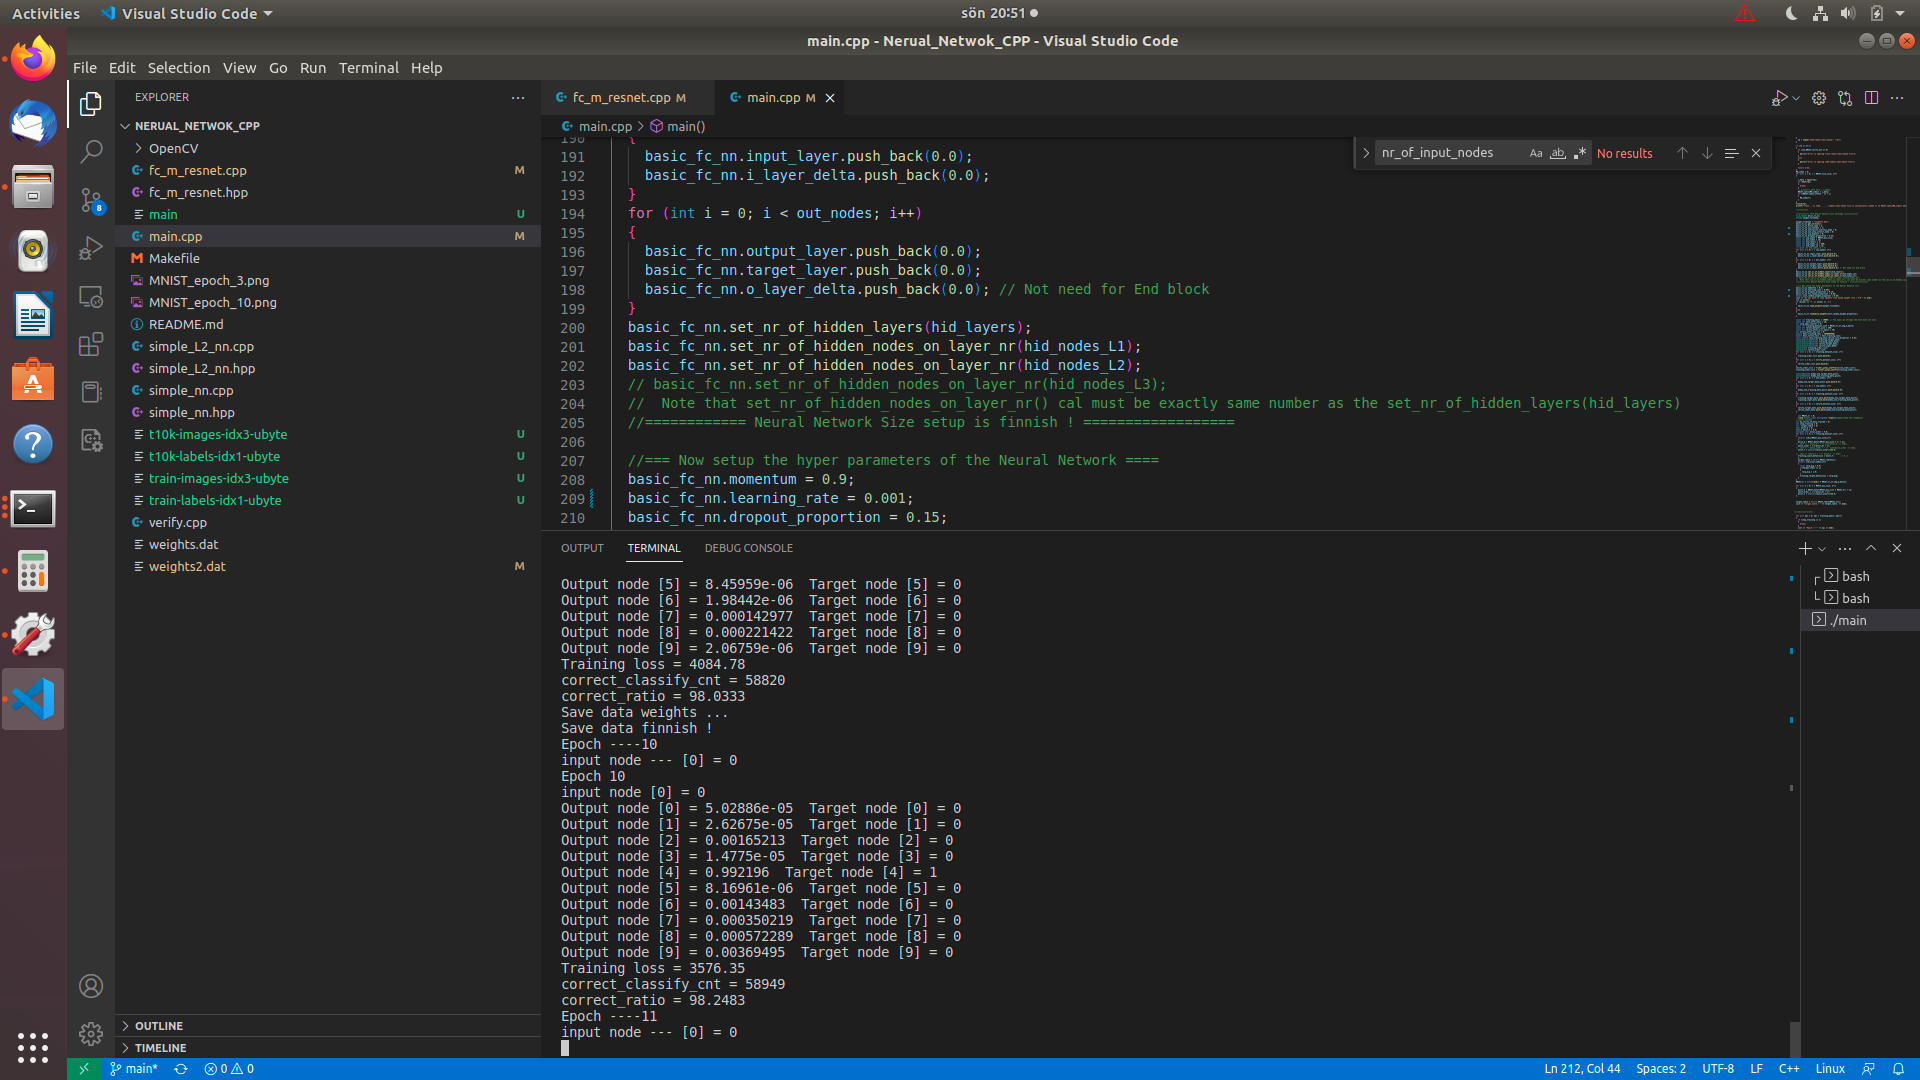 Activities
Visual Studio Code
sön 20:51
main.cpp - Nerual_Netwok_CPP - Visual Studio Code
File Edit Selection View Go Run Terminal Help
EXPLORER
NERUAL_NETWOK_CPP
OpenCV
fc_m_resnet.cpp M
fc_m_resnet.hpp
main U
main.cpp M
Makefile
MNIST_epoch_3.png
MNIST_epoch_10.png
README.md
simple_L2_nn.cpp
simple_L2_nn.hpp
simple_nn.cpp
simple_nn.hpp
t10k-images-idx3-ubyte U
t10k-labels-idx1-ubyte U
train-images-idx3-ubyte U
train-labels-idx1-ubyte U
verify.cpp
weights.dat
weights2.dat M
OUTLINE
TIMELINE
8
fc_m_resnet.cpp M
main.cpp M
main.cpp > main()
nr_of_input_nodes Aa ab No results
190 {
191 basic_fc_nn.input_layer.push_back(0.0);
192 basic_fc_nn.i_layer_delta.push_back(0.0);
193 }
194 for (int i = 0; i < out_nodes; i++)
195 {
196 basic_fc_nn.output_layer.push_back(0.0);
197 basic_fc_nn.target_layer.push_back(0.0);
198 basic_fc_nn.o_layer_delta.push_back(0.0); // Not need for End block
199 }
200 basic_fc_nn.set_nr_of_hidden_layers(hid_layers);
201 basic_fc_nn.set_nr_of_hidden_nodes_on_layer_nr(hid_nodes_L1);
202 basic_fc_nn.set_nr_of_hidden_nodes_on_layer_nr(hid_nodes_L2);
203 // basic_fc_nn.set_nr_of_hidden_nodes_on_layer_nr(hid_nodes_L3);
204 //  Note that set_nr_of_hidden_nodes_on_layer_nr() cal must be exactly same number as the set_nr_of_hidden_layers(hid_layers)
205 //============ Neural Network Size setup is finnish ! ==================
206
207 //=== Now setup the hyper parameters of the Neural Network ====
208 basic_fc_nn.momentum = 0.9;
209 basic_fc_nn.learning_rate = 0.001;
210 basic_fc_nn.dropout_proportion = 0.15;
OUTPUT TERMINAL DEBUG CONSOLE
Output node [5] = 8.45959e-06  Target node [5] = 0
Output node [6] = 1.98442e-06  Target node [6] = 0
Output node [7] = 0.000142977  Target node [7] = 0
Output node [8] = 0.000221422  Target node [8] = 0
Output node [9] = 2.06759e-06  Target node [9] = 0
Training loss = 4084.78
correct_classify_cnt = 58820
correct_ratio = 98.0333
Save data weights ...
Save data finnish !
Epoch ----10
input node --- [0] = 0
Epoch 10
input node [0] = 0
Output node [0] = 5.02886e-05  Target node [0] = 0
Output node [1] = 2.62675e-05  Target node [1] = 0
Output node [2] = 0.00165213  Target node [2] = 0
Output node [3] = 1.4775e-05  Target node [3] = 0
Output node [4] = 0.992196  Target node [4] = 1
Output node [5] = 8.16961e-06  Target node [5] = 0
Output node [6] = 0.00143483  Target node [6] = 0
Output node [7] = 0.000350219  Target node [7] = 0
Output node [8] = 0.000572289  Target node [8] = 0
Output node [9] = 0.00369495  Target node [9] = 0
Training loss = 3576.35
correct_classify_cnt = 58949
correct_ratio = 98.2483
Epoch ----11
input node --- [0] = 0
bash
bash
./main
main* 0 0
Ln 212, Col 44 Spaces: 2 UTF-8 LF C++ Linux